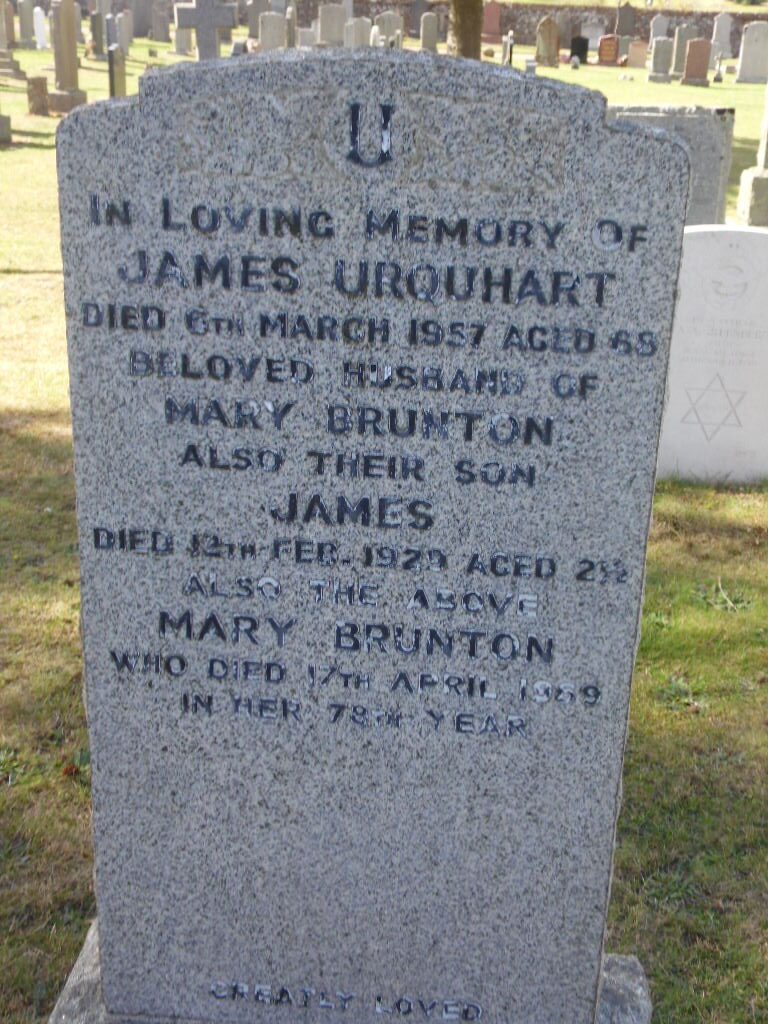 U
IN LOVING MEMORY OF
JAMES URQUHART
DIED 6TH MARCH 1957 AGED 68
BELOVED HUSBAND OF
MARY BRUNTON
ALSO THEIR SON
JAMES
DIED 12TH FEB. 1929 AGED 2½
ALSO THE ABOVE
MARY BRUNTON
WHO DIED 17TH APRIL 1969
IN HER 78TH YEAR
GREATLY LOVED